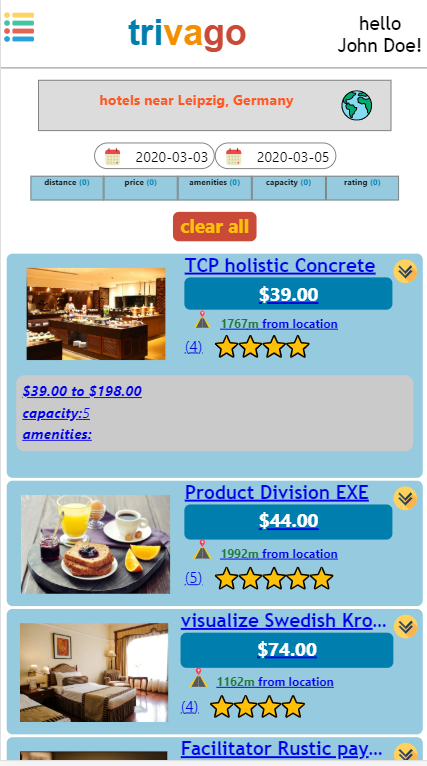 trivago
hello
John Doe!
hotels near Leipzig, Germany
2020-03-03 2020-03-05
distance (0) price (0) amenities (0) capacity (0) rating (0)
clear all
TCP holistic Concrete
$39.00
1767m from location
(4)
$39.00 to $198.00
capacity:5
amenities:
Product Division EXE
$44.00
1992m from location
(5)
visualize Swedish Kro...
$74.00
1162m from location
(4)
Facilitator Rustic pay...